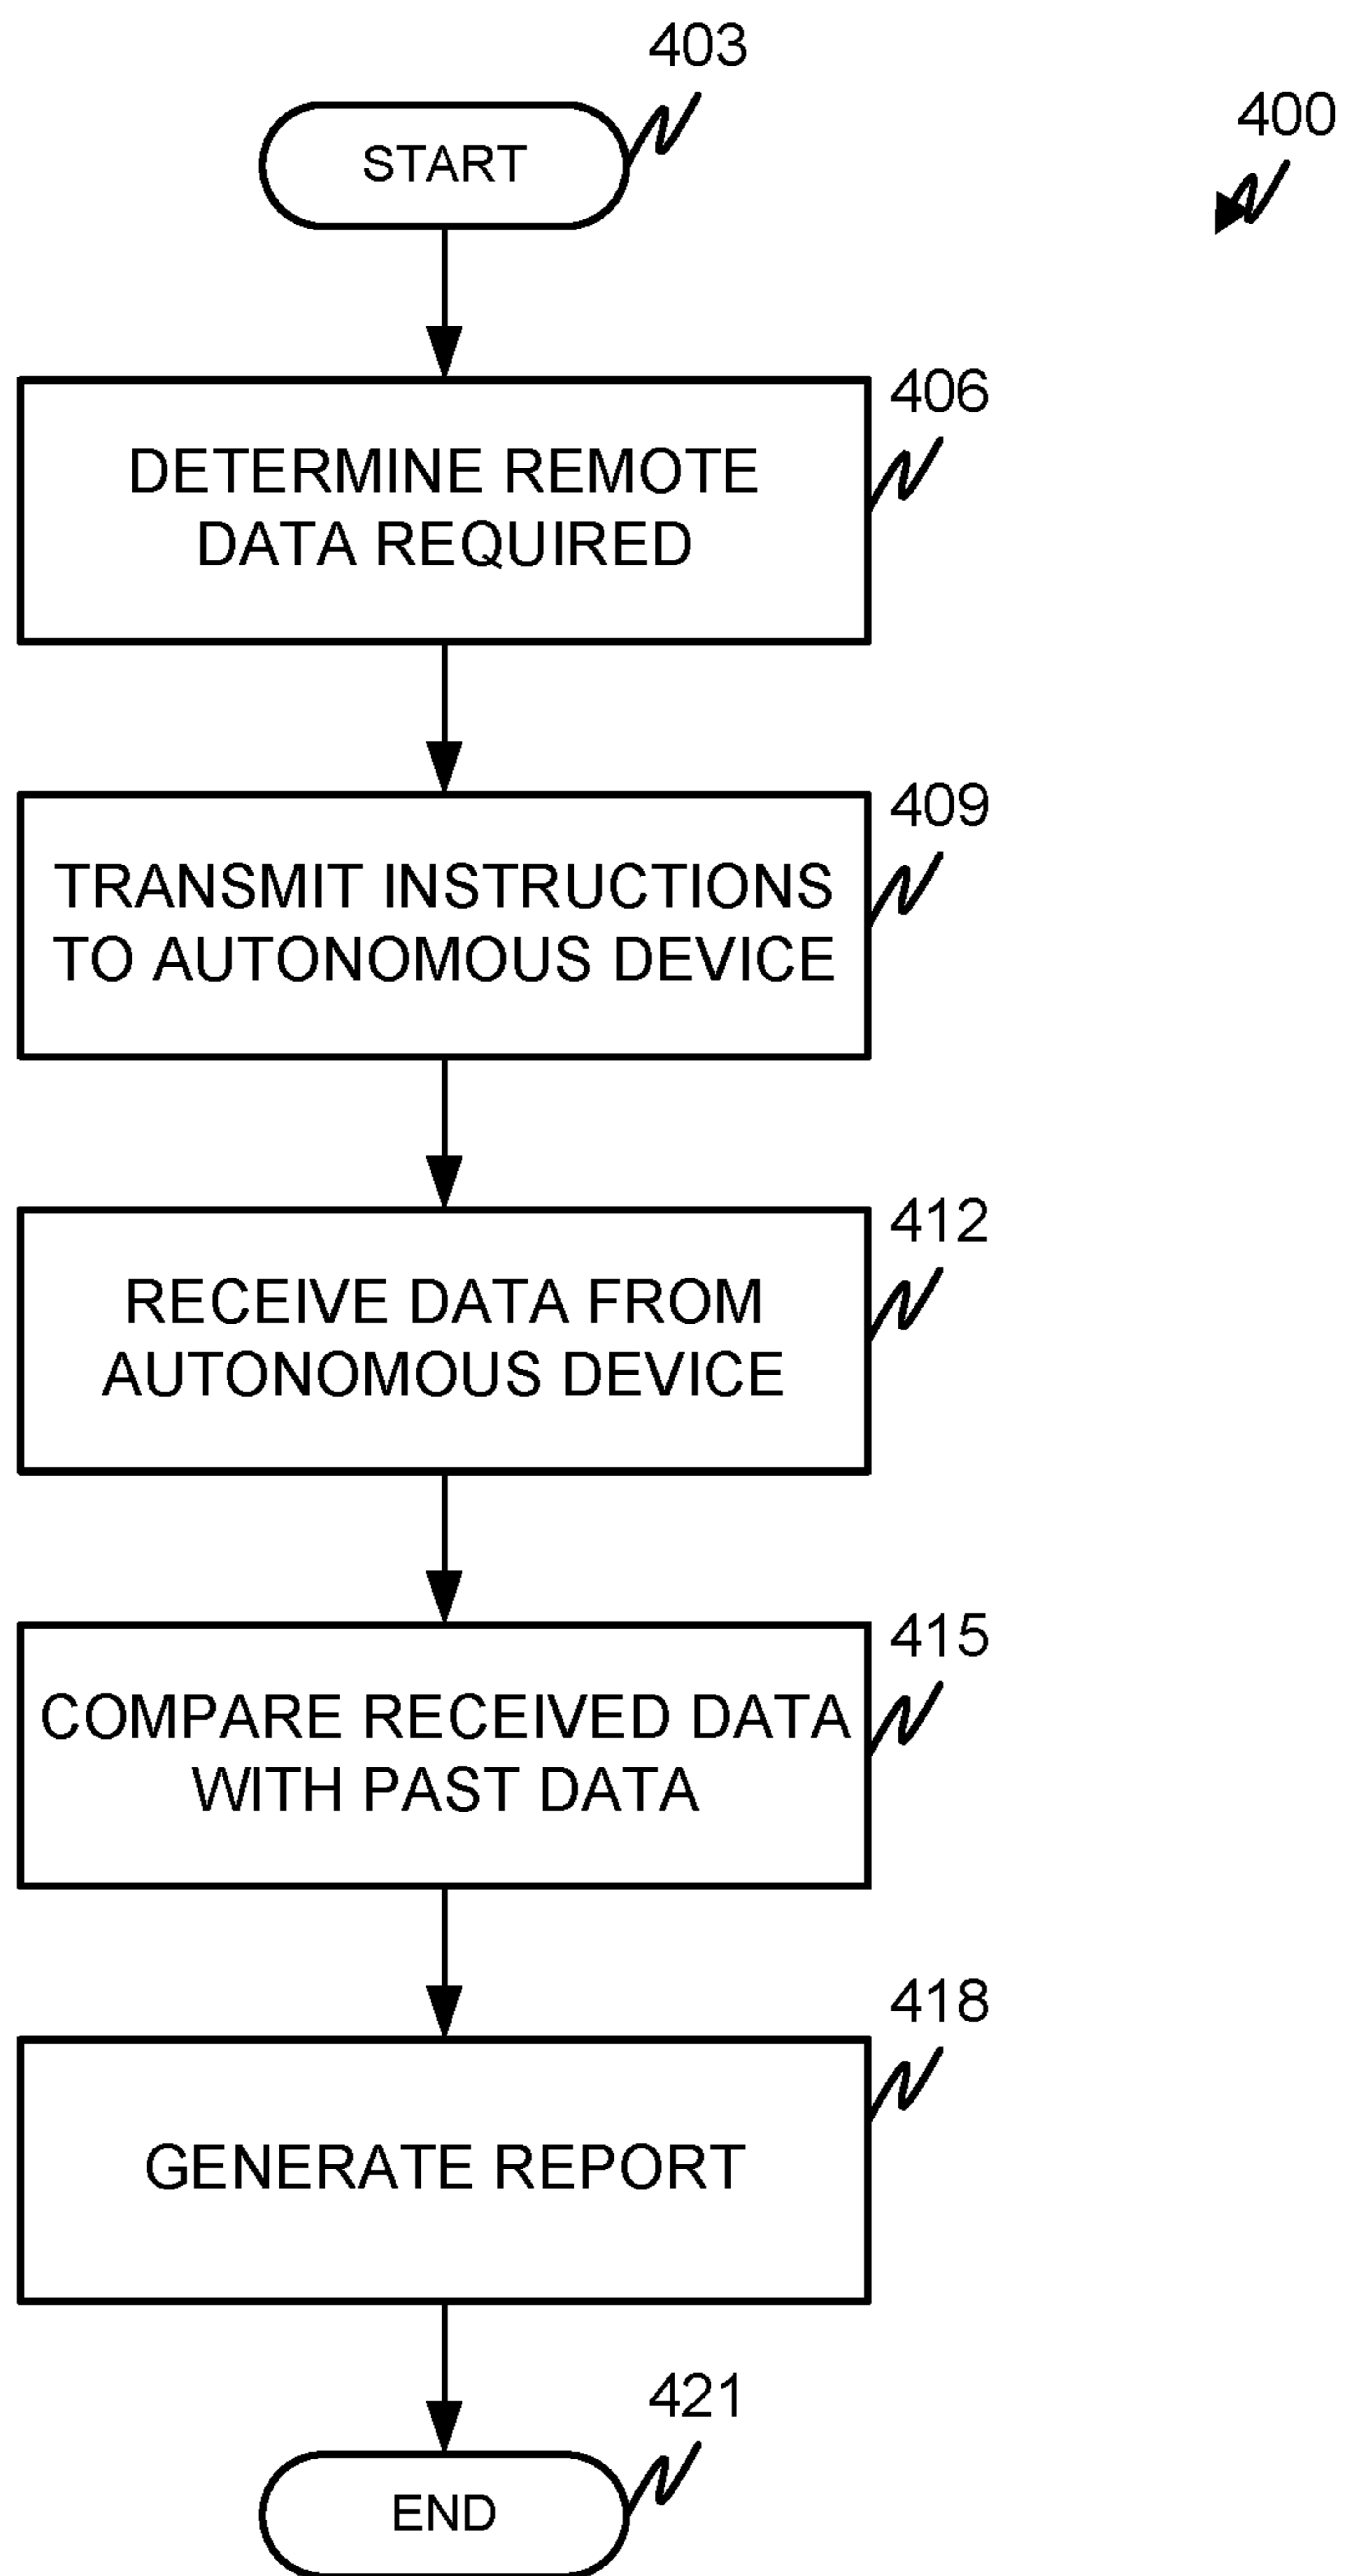 403
400
START
406
DETERMINE REMOTE
DATA REQUIRED
409
TRANSMIT INSTRUCTIONS
TO AUTONOMOUS DEVICE
412
RECEIVE DATA FROM
AUTONOMOUS DEVICE
415
COMPARE RECEIVED DATA
WITH PAST DATA
418
GENERATE REPORT
421
END